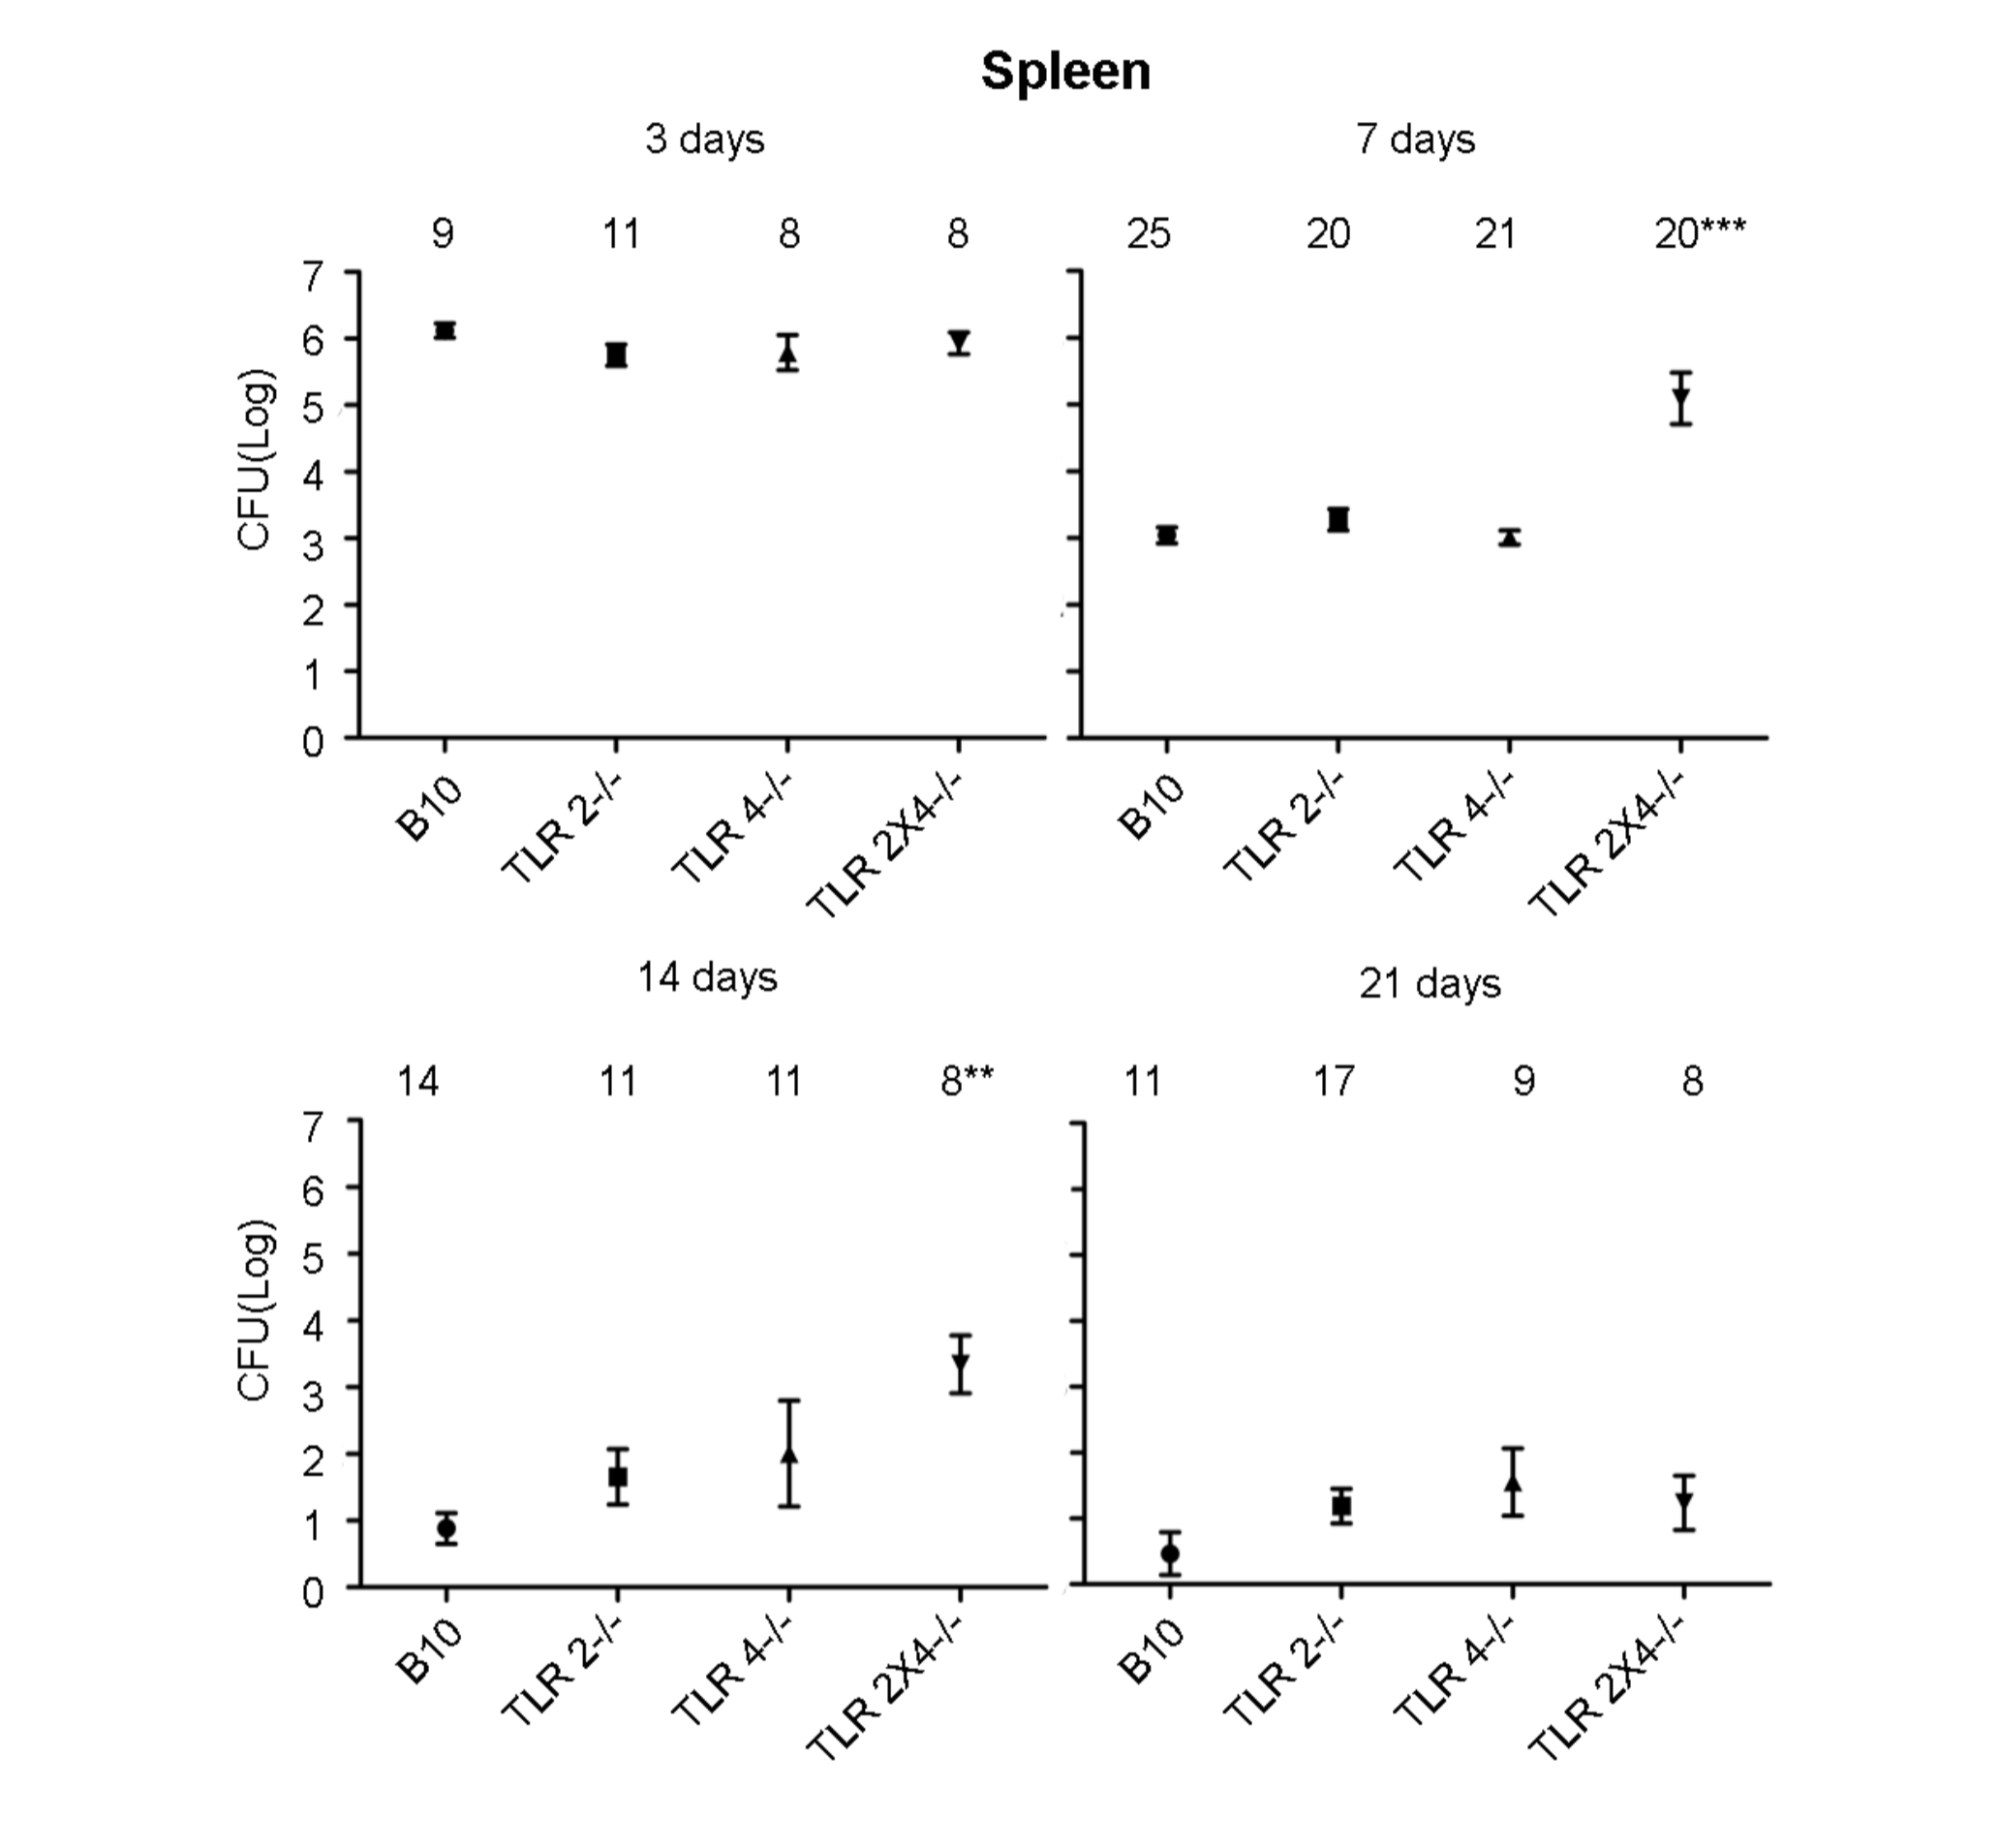 Spleen
3 days
7 days
9 11 8 8
25 20 21 20***
7
6
5
4
3
2
1
0
CFU(Log)
B10
TLR 2-/-
TLR 4-/-
TLR 2X4-/-
B10
TLR 2-/-
TLR 4-/-
TLR 2X4-/-
14 days
21 days
14 11 11 8**
11 17 9 8
7
6
5
4
3
2
1
0
CFU(Log)
B10
TLR 2-/-
TLR 4-/-
TLR 2X4-/-
B10
TLR 2-/-
TLR 4-/-
TLR 2X4-/-